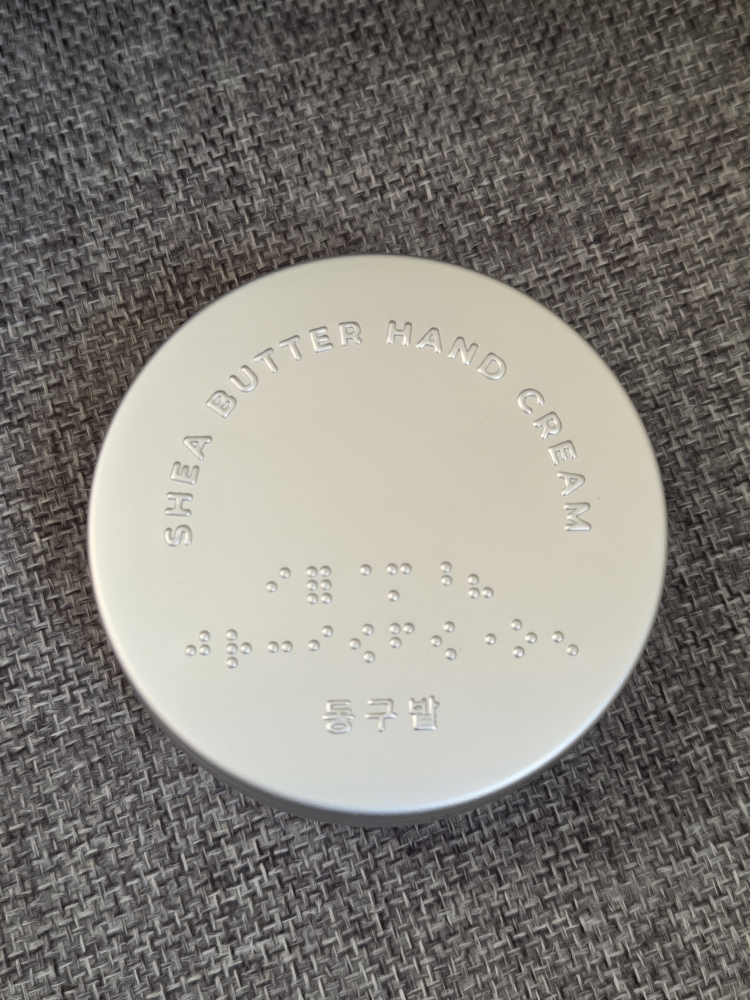 SHEA BUTTER HAND CREAM
⠊⠿⠈⠍⠘⠦
⠚⠗⠒⠊⠪⠋⠪⠐⠕⠢
동구밭